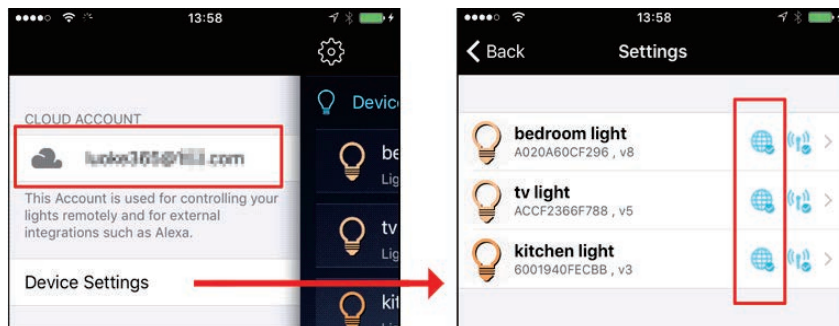 13:58
CLOUD ACCOUNT
This Account is used for controlling your
lights remotely and for external
integrations such as Alexa.
Device Settings
Devic
be
Lig
tv
Lig
kit
13:58
Back
Settings
bedroom light
A020A60CF296 , v8
tv light
ACCF2366F788 , v5
kitchen light
6001940FECBB , v3